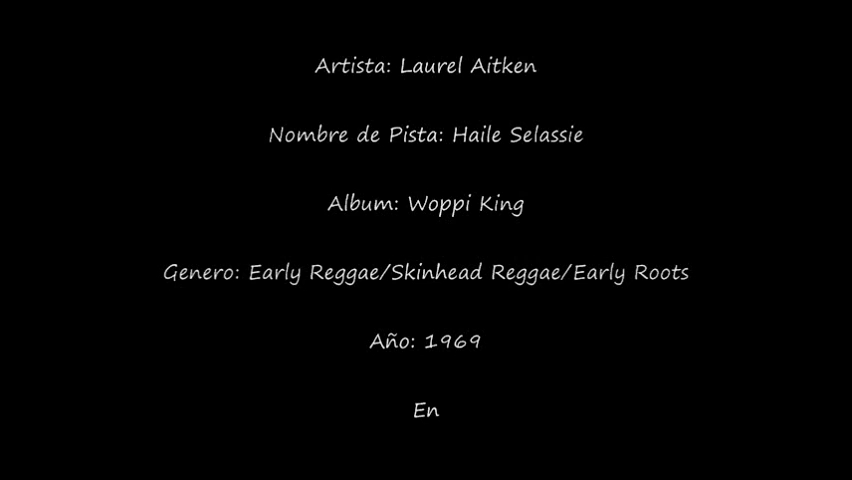 Artista: Laurel Aitken
Nombre de Pista: Haile Selassie
Album: Woppi King
Genero: Early Reggae/Skinhead Reggae/Early Roots
Año: 1969
En